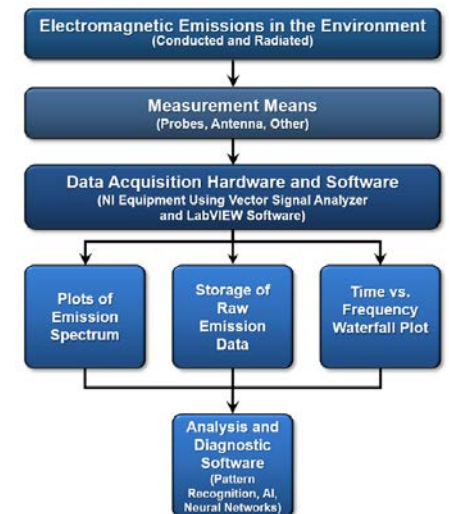 Electromagnetic Emissions in the Environment
(Conducted and Radiated)
Measurement Means
(Probes, Antenna, Other)
Data Acquisition Hardware and Software
(NI Equipment Using Vector Signal Analyzer
and LabVIEW Software)
Plots of
Emission
Spectrum
Storage of
Raw
Emission
Data
Time vs.
Frequency
Waterfall Plot
Analysis and
Diagnostic
Software
(Pattern
Recognition, AI,
Neural Networks)